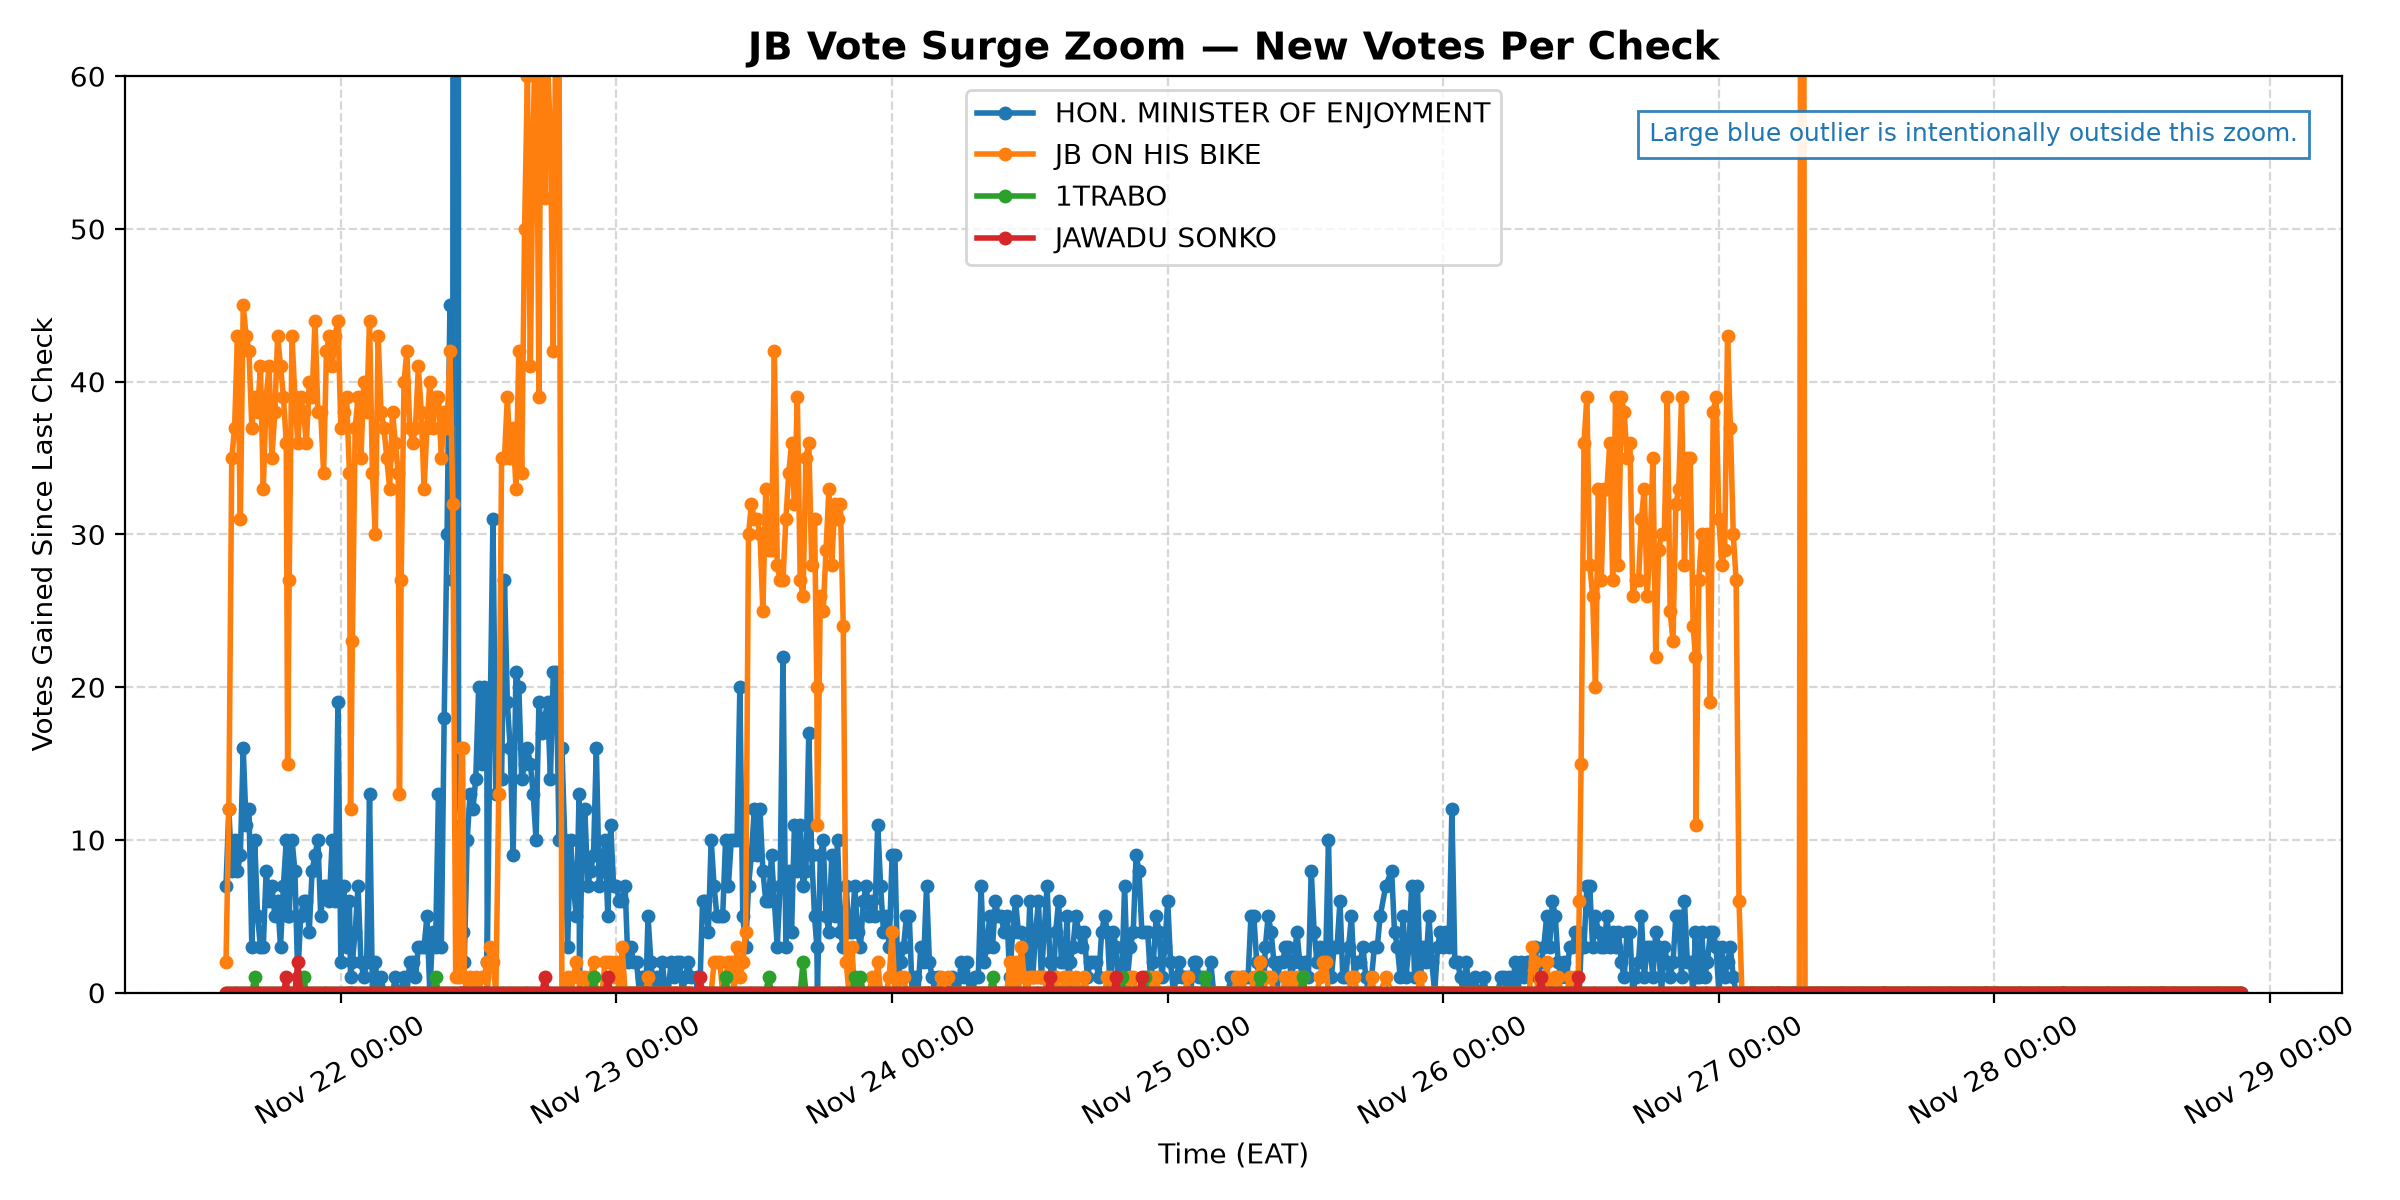 JB Vote Surge Zoom — New Votes Per Check
60
50
40
30
20
10
0
Votes Gained Since Last Check
HON. MINISTER OF ENJOYMENT
JB ON HIS BIKE
1TRABO
JAWADU SONKO
Large blue outlier is intentionally outside this zoom.
Nov 22 00:00
Nov 23 00:00
Nov 24 00:00
Nov 25 00:00
Nov 26 00:00
Nov 27 00:00
Nov 28 00:00
Nov 29 00:00
Time (EAT)